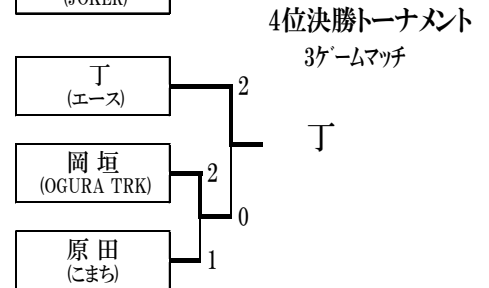 (JOKER)
4位決勝トーナメント
3ゲームマッチ
丁
(エース)
2
丁
岡 垣
(OGURA TRK)
2
0
原 田
(こまち)
1